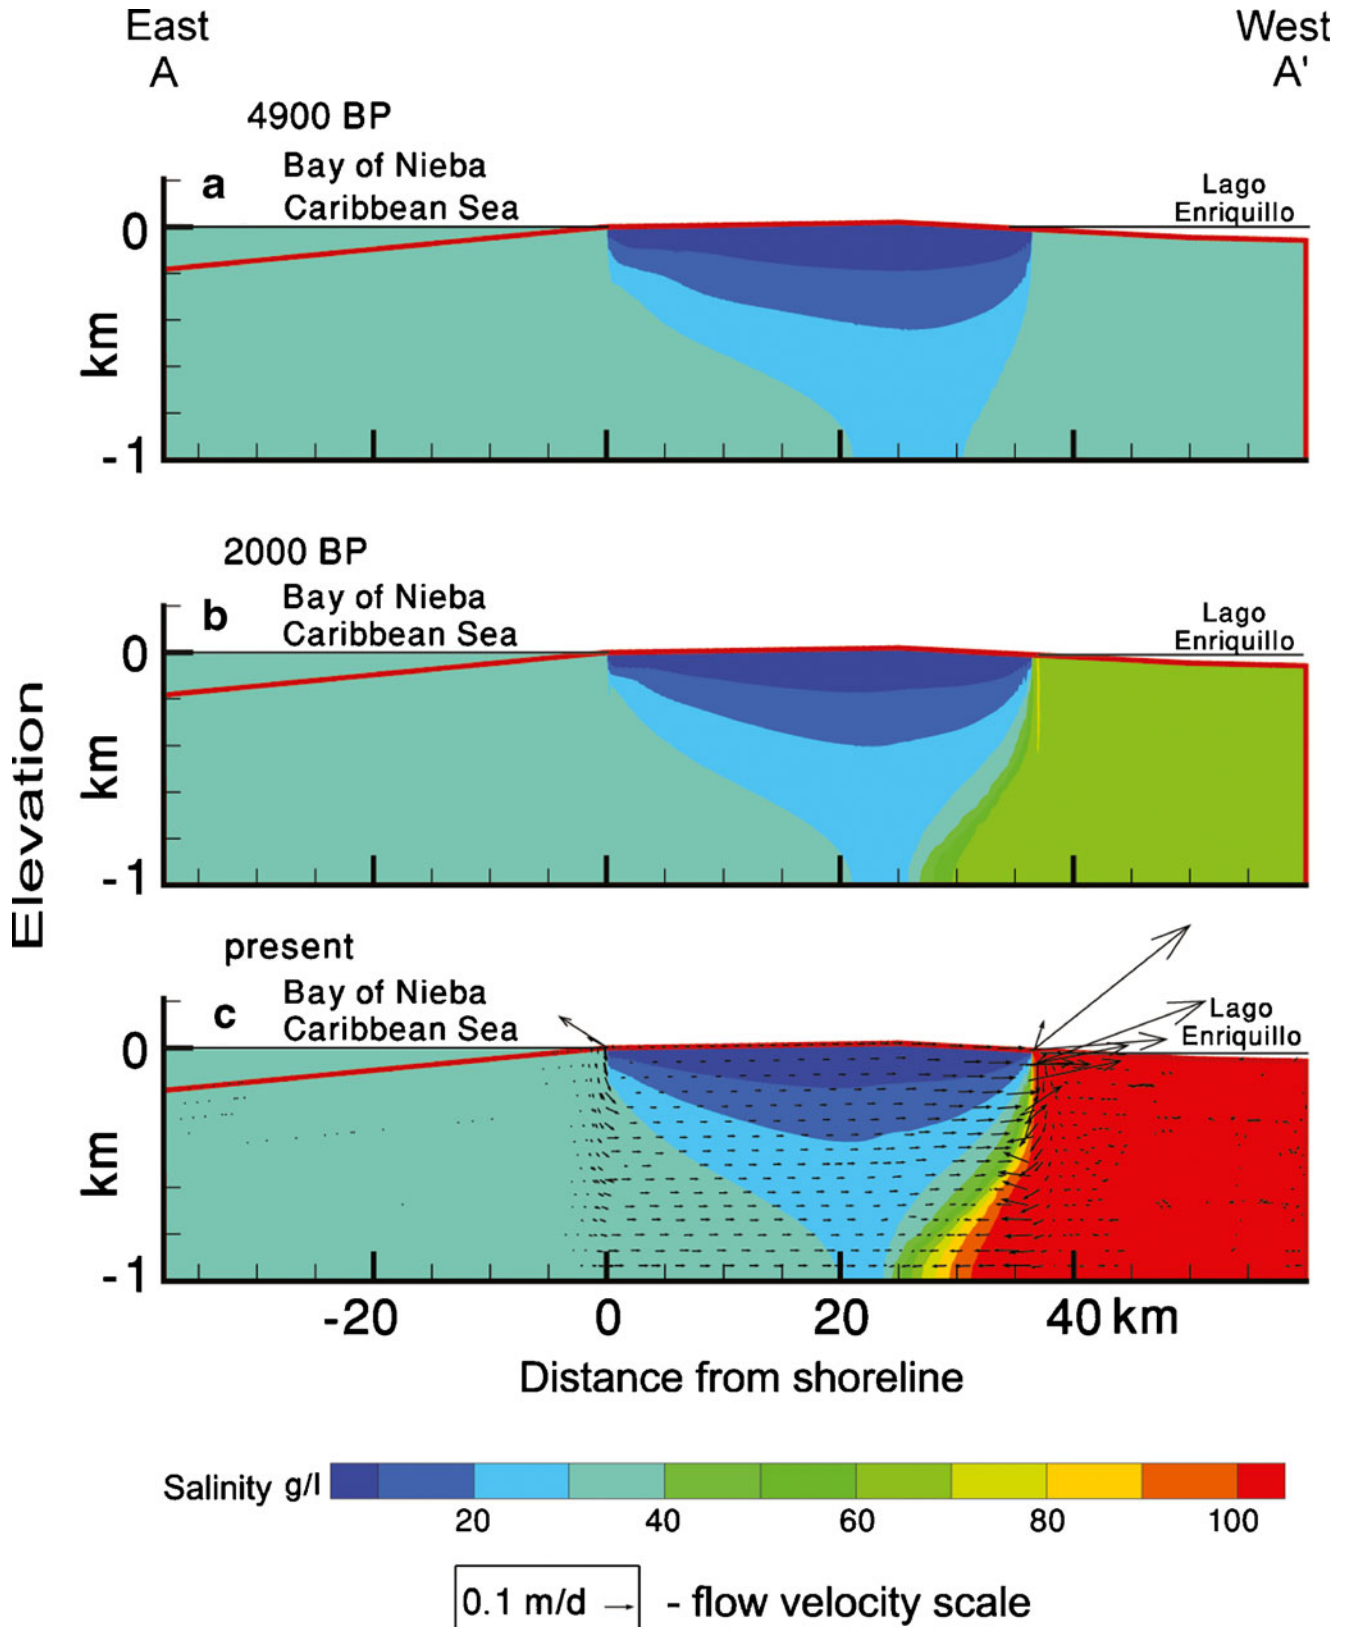 East
A
West
A'
4900 BP
a
Bay of Nieba
Caribbean Sea
Lago
Enriquillo
0
km
-1
2000 BP
b
Bay of Nieba
Caribbean Sea
Lago
Enriquillo
0
km
-1
Elevation
present
c
Bay of Nieba
Caribbean Sea
Lago
Enriquillo
0
km
-1
-20 0 20 40 km
Distance from shoreline
Salinity g/l
20 40 60 80 100
0.1 m/d - flow velocity scale